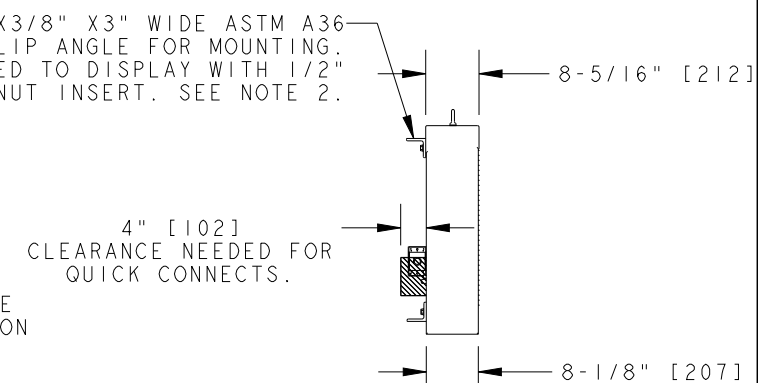 X3/8" X3" WIDE ASTM A36
LIP ANGLE FOR MOUNTING.
ED TO DISPLAY WITH 1/2"
NUT INSERT. SEE NOTE 2.
8-5/16" [212]
4" [102]
CLEARANCE NEEDED FOR
QUICK CONNECTS.
E
ON
8-1/8" [207]